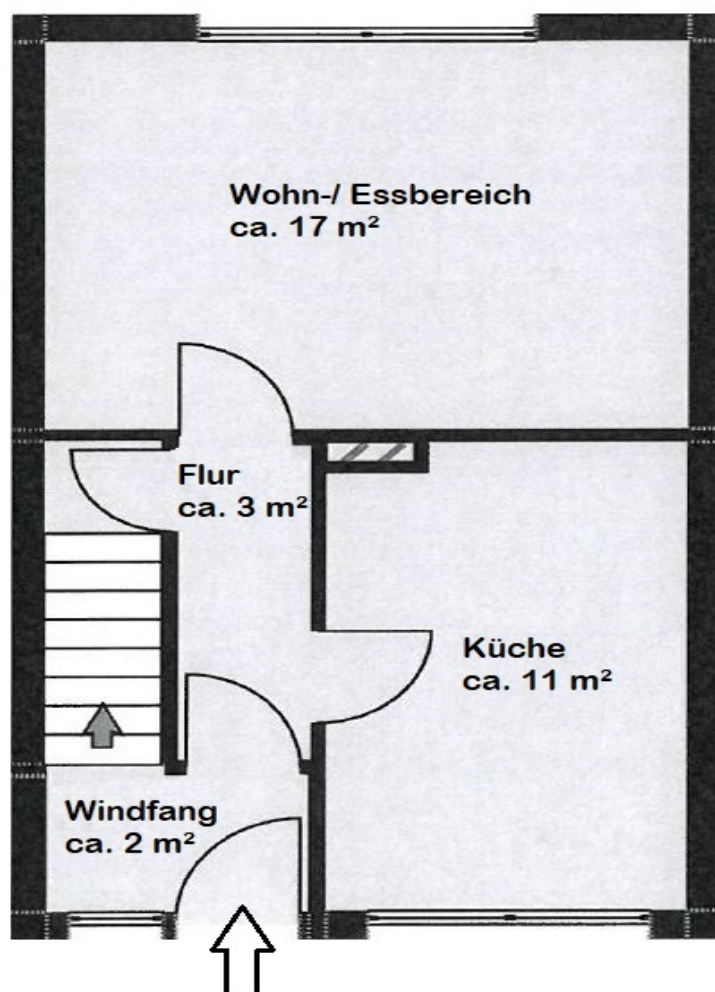 Wohn-/ Essbereich
ca. 17 m²
Flur
ca. 3 m²
Küche
ca. 11 m²
Windfang
ca. 2 m²